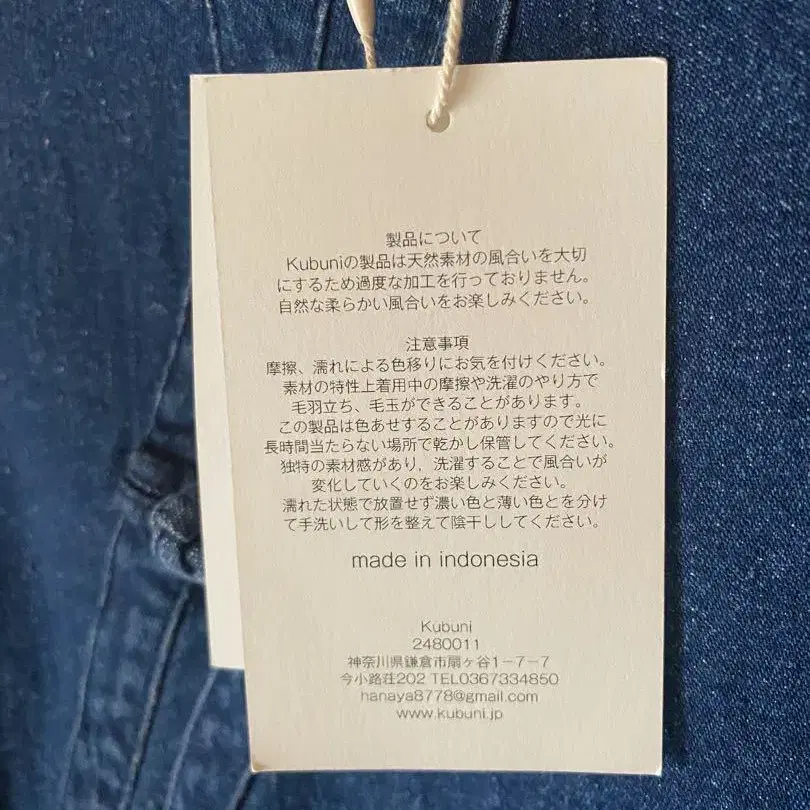 製品について
Kubuniの製品は天然素材の風合いを大切
にするため過度な加工を行っておりません。
自然な柔らかい風合いをお楽しみください。
注意事項
摩擦、濡れによる色移りにお気を付けください。
素材の特性上着用中の摩擦や洗濯のやり方で
毛羽立ち、毛玉ができることがあります。
この製品は色あせすることがありますので光に
長時間当たらない場所で乾かし保管してください。
独特の素材感があり、洗濯することで風合いが
変化していくのをお楽しみください。
濡れた状態で放置せず濃い色と薄い色とを分け
て手洗いして形を整えて陰干ししてください。
made in indonesia
Kubuni
2480011
神奈川県鎌倉市扇ヶ谷1-7-7
今小路荘202 TEL0367334850
hanaya8778@gmail.com
www.kubuni.jp